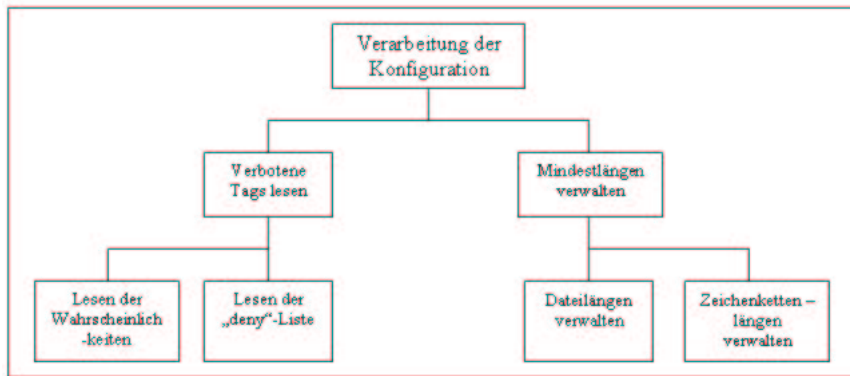 Verarbeitung der
Konfiguration
Verbotene
Tags lesen
Mindestlängen
verwalten
Lesen der
Wahrscheinlich
-keiten
Lesen der
„deny“-Liste
Dateilängen
verwalten
Zeichenketten –
längen
verwalten